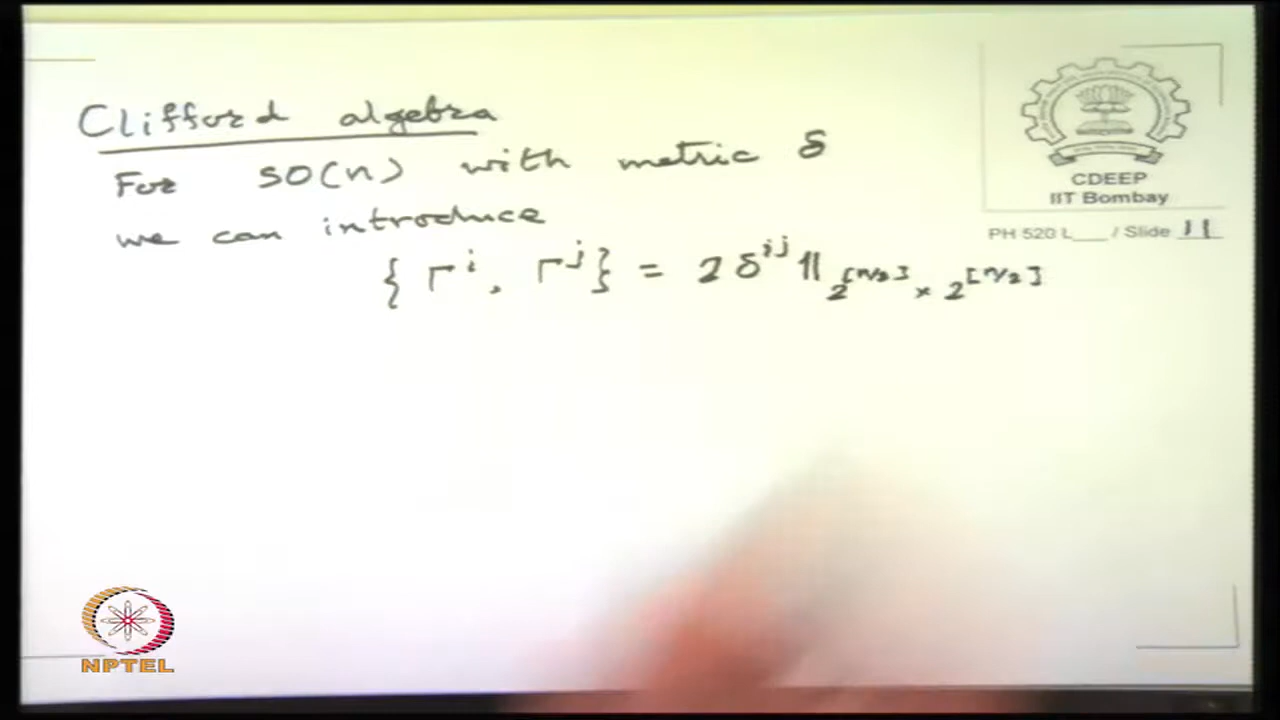 Clifford algebra
For SO(n) with metric δ
we can introduce
{ Γ^i, Γ^j } = 2 δ^{ij} 𝟙_{2^{[n/2]} × 2^{[n/2]}}
CDEEP
IIT Bombay
PH 520 L___ / Slide 11
NPTEL